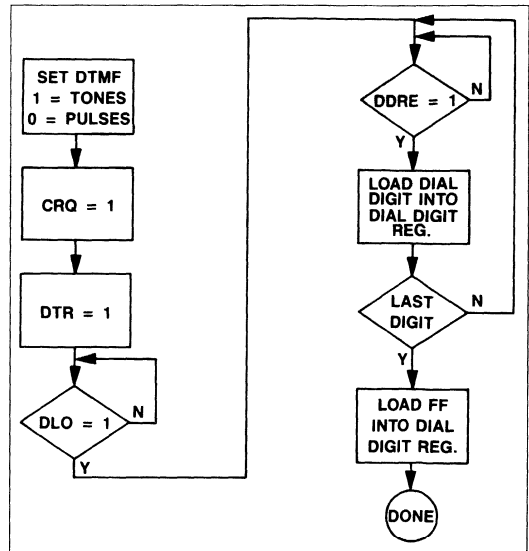 SET DTMF
1 = TONES
0 = PULSES
CRQ = 1
DTR = 1
DLO = 1
N
Y
DDRE = 1
N
Y
LOAD DIAL
DIGIT INTO
DIAL DIGIT
REG.
LAST
DIGIT
N
Y
LOAD FF
INTO DIAL
DIGIT REG.
DONE